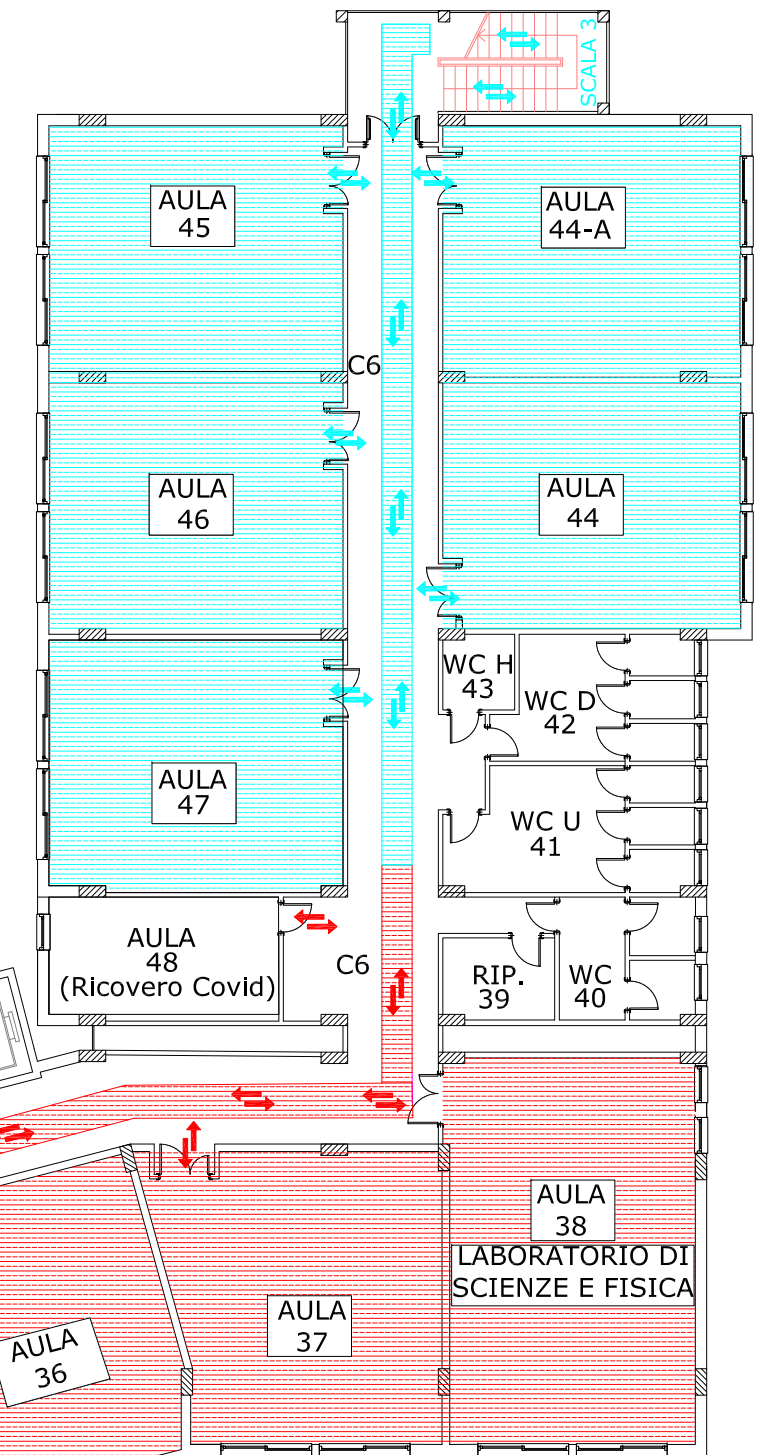 SCALA 3
AULA
45
AULA
44-A
C6
AULA
46
AULA
44
WC H
43
WC D
42
AULA
47
WC U
41
AULA
48
(Ricovero Covid)
C6
RIP.
39
WC
40
AULA
38
LABORATORIO DI
SCIENZE E FISICA
AULA
37
AULA
36